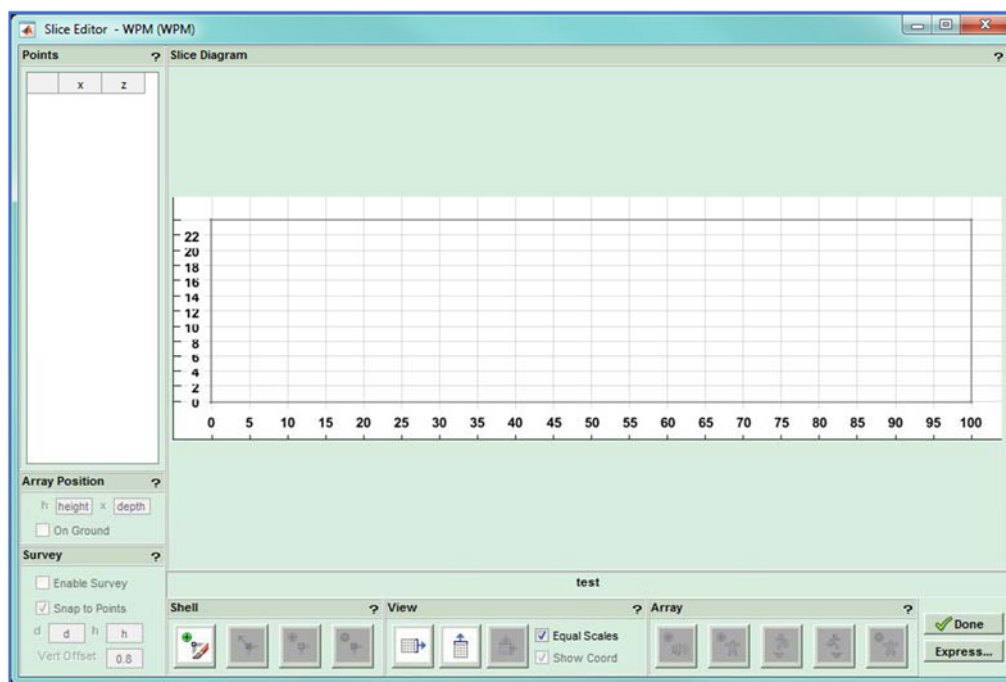 Slice Editor - WPM (WPM)
Points ?
x z
Slice Diagram ?
22
20
18
16
14
12
10
8
6
4
2
0
0 5 10 15 20 25 30 35 40 45 50 55 60 65 70 75 80 85 90 95 100
Array Position ?
h height x depth
On Ground
Survey ?
Enable Survey
Snap to Points
d d h h
Vert Offset 0.8
test
Shell ?
View ?
Equal Scales
Show Coord
Array ?
Done
Express...